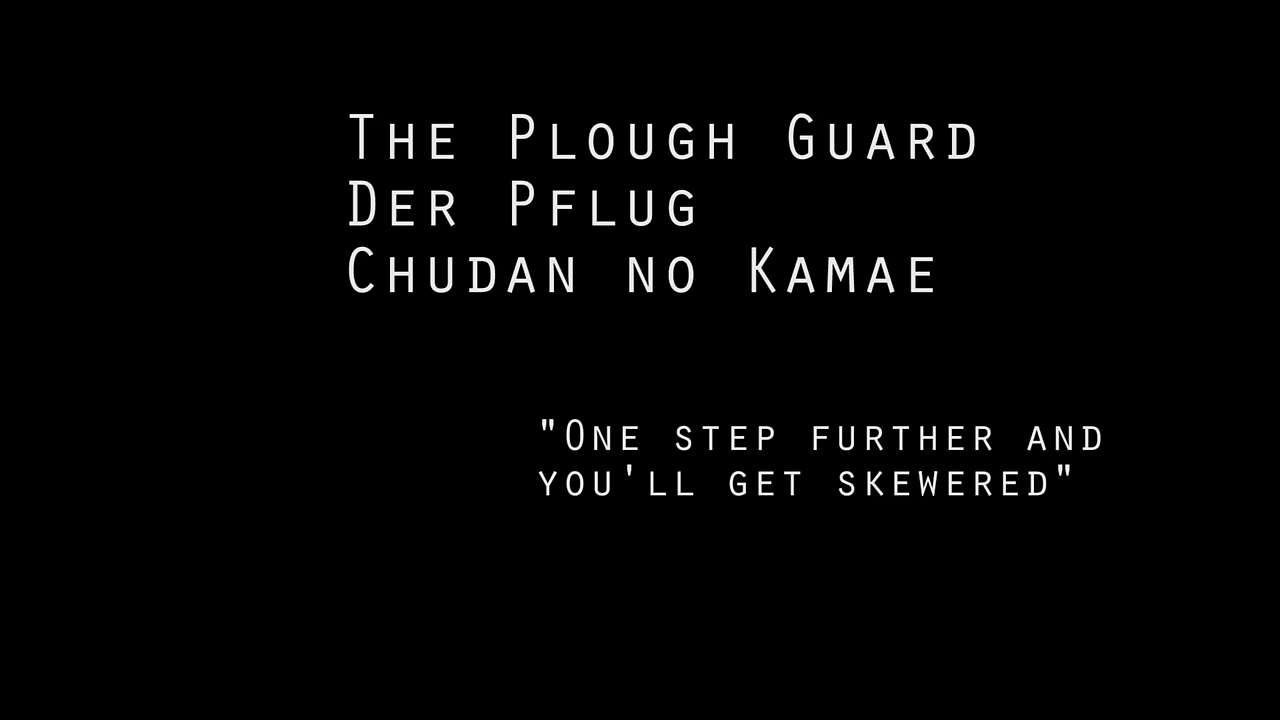 The Plough Guard
Der Pflug
Chudan no Kamae
"One step further and
you'll get skewered"